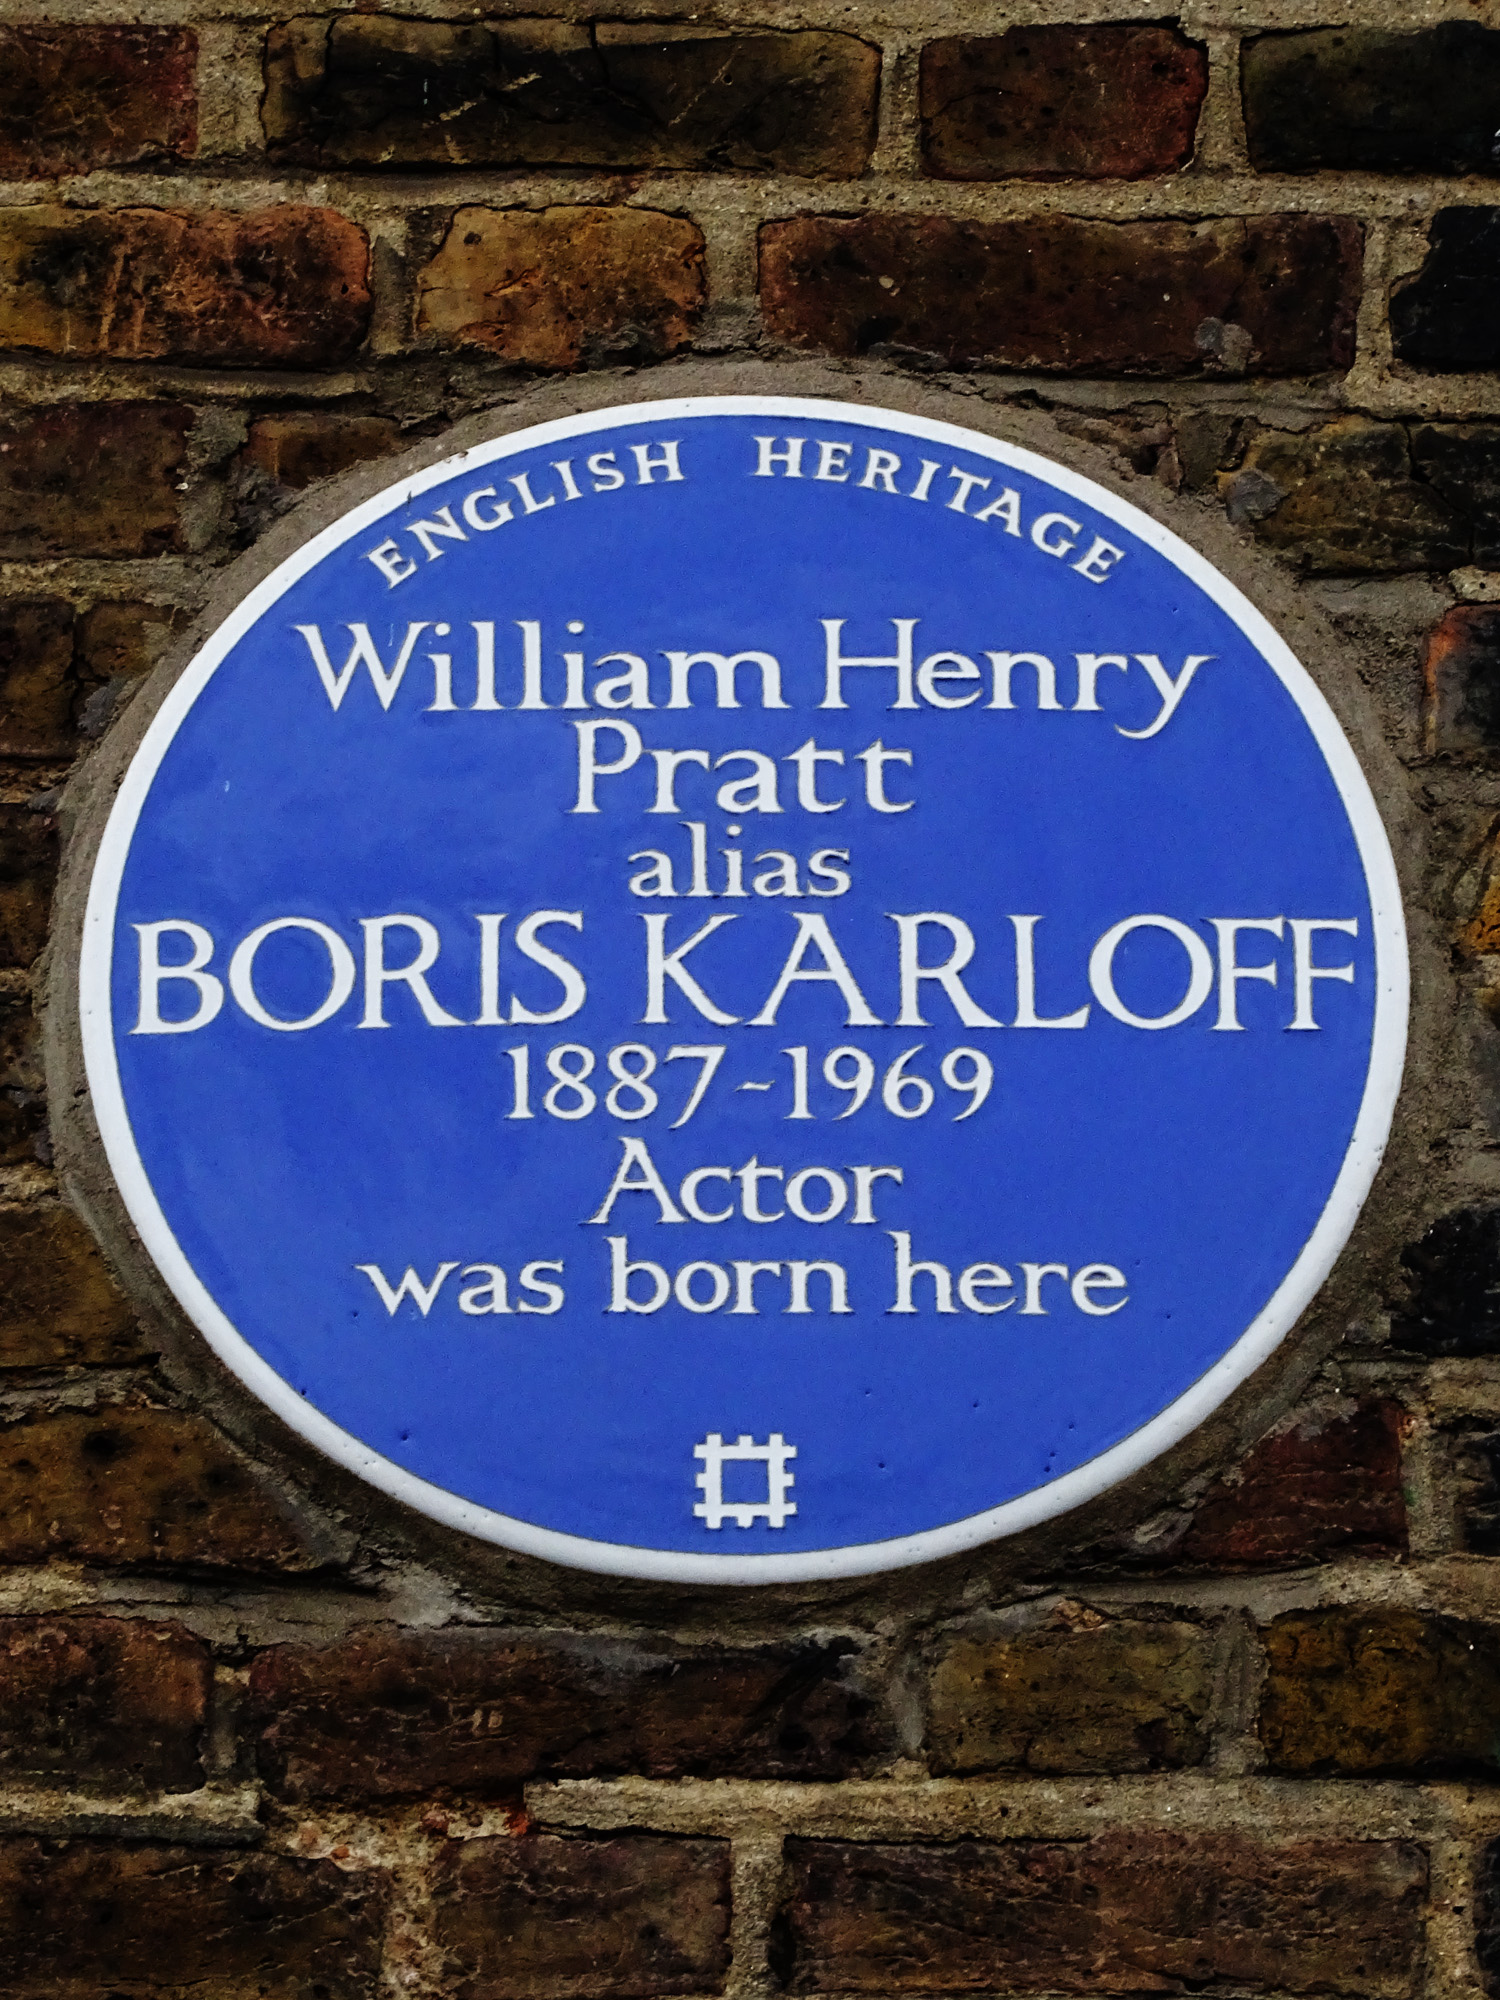 ENGLISH HERITAGE
William Henry
Pratt
alias
BORIS KARLOFF
1887-1969
Actor
was born here